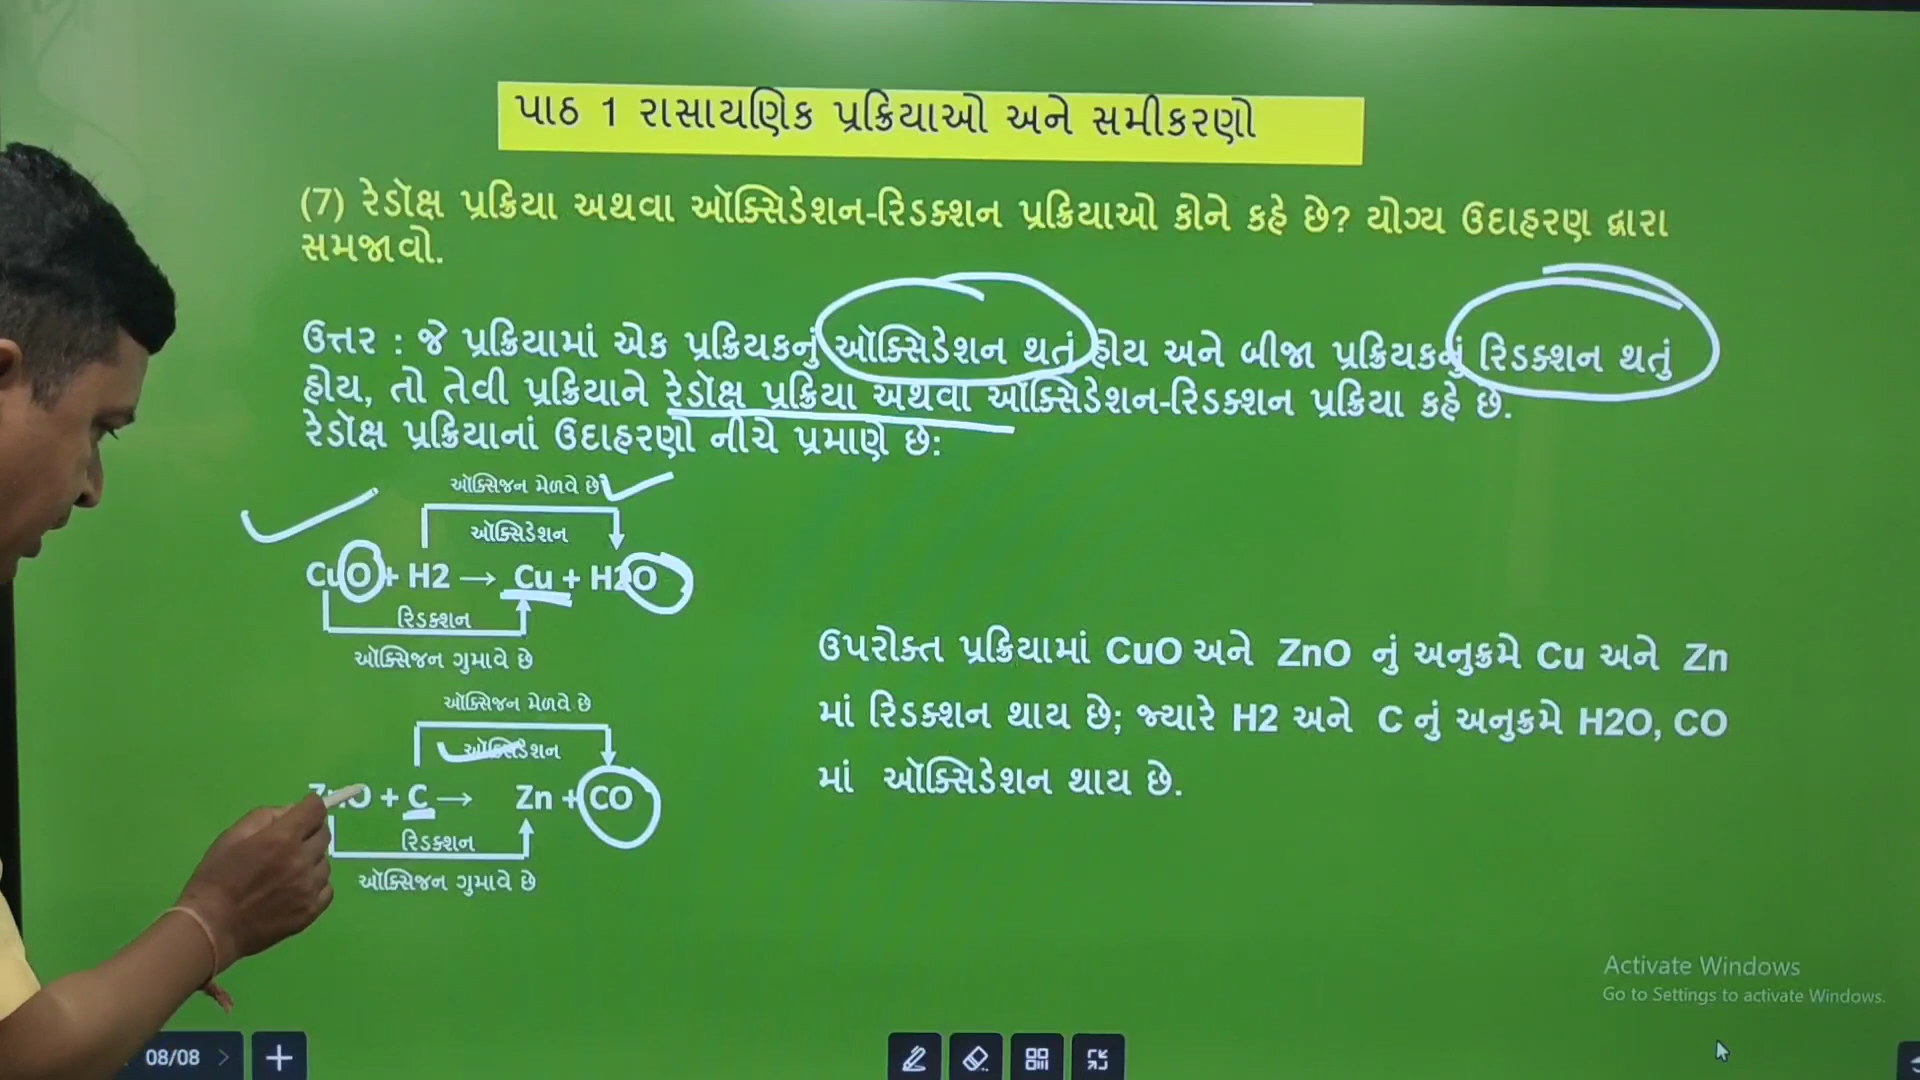 પાઠ 1 રાસાયણિક પ્રક્રિયાઓ અને સમીકરણો
(7) રેડૉક્ષ પ્રક્રિયા અથવા ઑક્સિડેશન-રિડક્શન પ્રક્રિયાઓ કોને કહે છે? યોગ્ય ઉદાહરણ દ્વારા
સમજાવો.
ઉત્તર : જે પ્રક્રિયામાં એક પ્રક્રિયકનું ઑક્સિડેશન થતું હોય અને બીજા પ્રક્રિયકનું રિડક્શન થતું
હોય, તો તેવી પ્રક્રિયાને રેડૉક્ષ પ્રક્રિયા અથવા ઑક્સિડેશન-રિડક્શન પ્રક્રિયા કહે છે.
રેડૉક્ષ પ્રક્રિયાનાં ઉદાહરણો નીચે પ્રમાણે છે:
ઑક્સિજન મેળવે છે
ઑક્સિડેશન
CuO + H2 → Cu + H2O
રિડક્શન
ઑક્સિજન ગુમાવે છે
ઑક્સિજન મેળવે છે
ઑક્સિડેશન
ZnO + C → Zn + CO
રિડક્શન
ઑક્સિજન ગુમાવે છે
ઉપરોક્ત પ્રક્રિયામાં CuO અને ZnO નું અનુક્રમે Cu અને Zn
માં રિડક્શન થાય છે; જ્યારે H2 અને C નું અનુક્રમે H2O, CO
માં ઑક્સિડેશન થાય છે.
Activate Windows
Go to Settings to activate Windows.
08/08